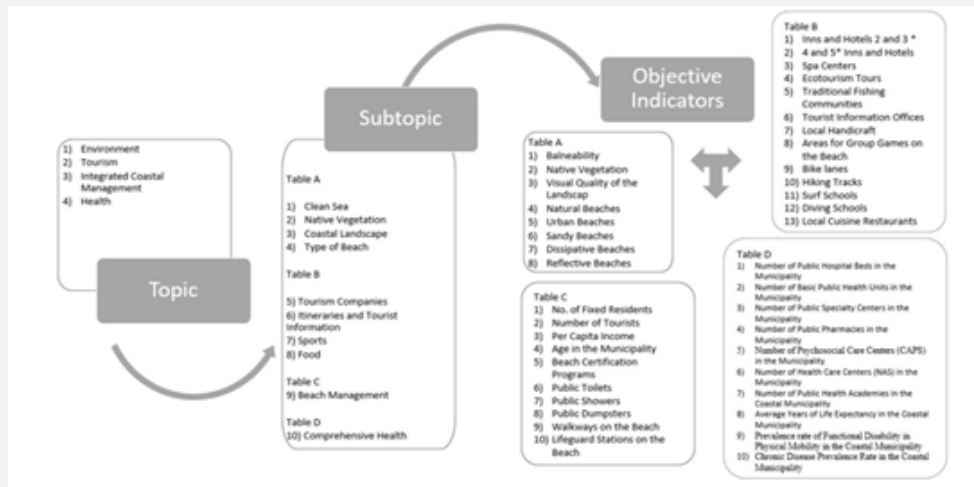 1) Environment
2) Tourism
3) Integrated Coastal
Management
4) Health
Topic
Subtopic
Table A
1) Clean Sea
2) Native Vegetation
3) Coastal Landscape
4) Type of Beach
Table B
5) Tourism Companies
6) Itineraries and Tourist
Information
7) Sports
8) Food
Table C
9) Beach Management
Table D
10) Comprehensive Health
Objective
Indicators
Table A
1) Balneability
2) Native Vegetation
3) Visual Quality of the
Landscap
4) Natural Beaches
5) Urban Beaches
6) Sandy Beaches
7) Dissipative Beaches
8) Reflective Beaches
Table B
1) Inns and Hotels 2 and 3 *
2) 4 and 5* Inns and Hotels
3) Spa Centers
4) Ecotourism Tours
5) Traditional Fishing
Communities
6) Tourist Information Offices
7) Local Handicraft
8) Areas for Group Games on
the Beach
9) Bike lanes
10) Hiking Tracks
11) Surf Schools
12) Diving Schools
13) Local Cuisine Restaurants
Table C
1) No. of Fixed Residents
2) Number of Tourists
3) Per Capita Income
4) Age in the Municipality
5) Beach Certification
Programs
6) Public Toilets
7) Public Showers
8) Public Dumpsters
9) Walkways on the Beach
10) Lifeguard Stations on the
Beach
Table D
1) Number of Public Hospital Beds in the
Municipality
2) Number of Basic Public Health Units in the
Municipality
3) Number of Public Specialty Centers in the
Municipality
4) Number of Public Pharmacies in the
Municipality
5) Number of Psychosocial Care Centers (CAPS)
in the Municipality
6) Number of Health Care Centers (NAS) in the
Municipality
7) Number of Public Health Academies in the
Coastal Municipality
8) Average Years of Life Expectancy in the Coastal
Municipality
9) Prevalence rate of Functional Disability in
Physical Mobility in the Coastal Municipality
10) Chronic Disease Prevalence Rate in the Coastal
Municipality